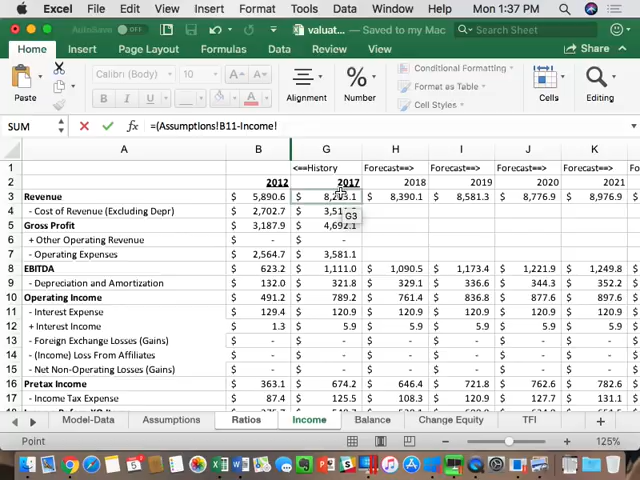 Excel File Edit View Insert Format Tools Data Window Mon 1:37 PM
AutoSave OFF valuat... — Saved to my Mac Search Sheet
Home Insert Page Layout Formulas Data Review View Share
Paste Calibri (Body) 10 A A B I U A Alignment % Number Conditional Formatting Format as Table Cell Styles Cells Editing
SUM fx =(Assumptions!B11-Income!
A B G H I J K
1 <==History Forecast==> Forecast==> Forecast==> Forecast==> Fo
2 2012 2017 2018 2019 2020 2021
3 Revenue $ 5,890.6 $ $ 8,390.1 $ 8,581.3 $ 8,776.9 $ 8,976.9 $
4 - Cost of Revenue (Excluding Depr) $ 2,702.7 $
G3
5 Gross Profit $ 3,187.9 $ 4,692.1
6 + Other Operating Revenue $ - $ -
7 - Operating Expenses $ 2,564.7 $ 3,581.1
8 EBITDA $ 623.2 $ 1,111.0 $ 1,090.5 $ 1,173.4 $ 1,221.9 $ 1,249.8 $
9 - Depreciation and Amortization $ 132.0 $ 321.8 $ 329.1 $ 336.6 $ 344.3 $ 352.2 $
10 Operating Income $ 491.2 $ 789.2 $ 761.4 $ 836.8 $ 877.6 $ 897.6 $
11 - Interest Expense $ 129.4 $ 120.9 $ 120.9 $ 120.9 $ 120.9 $ 120.9 $
12 + Interest Income $ 1.3 $ 5.9 $ 5.9 $ 5.9 $ 5.9 $ 5.9 $
13 - Foreign Exchange Losses (Gains) $ - $ - $ - $ - $ - $ - $
14 - (Income) Loss From Affiliates $ - $ - $ - $ - $ - $ - $
15 - Net Non-Operating Losses (Gains) $ - $ - $ - $ - $ - $ - $
16 Pretax Income $ 363.1 $ 674.2 $ 646.4 $ 721.8 $ 762.6 $ 782.6 $
17 - Income Tax Expense $ 87.4 $ 125.5 $ 108.3 $ 120.9 $ 127.7 $ 131.1 $
Model-Data Assumptions Ratios Income Balance Change Equity TFI +
Point 125%